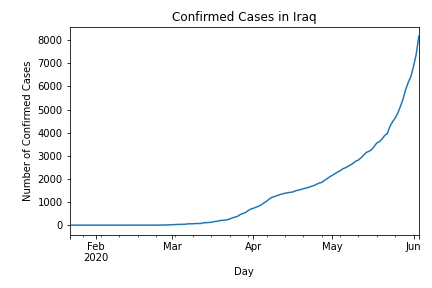 Confirmed Cases in Iraq
Number of Confirmed Cases
8000
7000
6000
5000
4000
3000
2000
1000
0
Feb Mar Apr May Jun
2020
Day